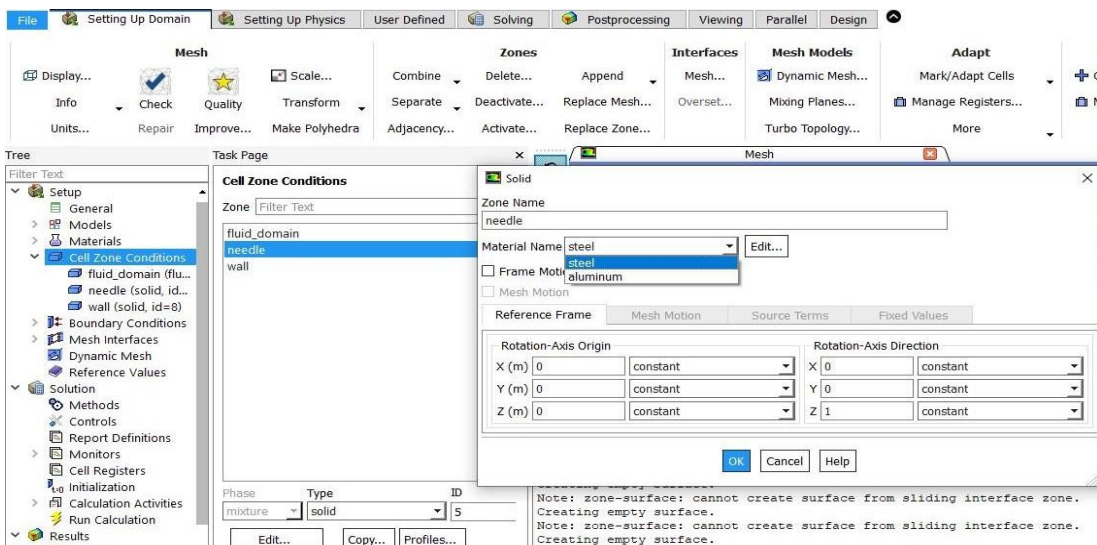 File Setting Up Domain Setting Up Physics User Defined Solving Postprocessing Viewing Parallel Design
Mesh Zones Interfaces Mesh Models Adapt
Display... Scale... Combine Delete... Append Mesh... Dynamic Mesh... Mark/Adapt Cells
Info Check Quality Transform Separate Deactivate... Replace Mesh... Overset... Mixing Planes... Manage Registers...
Units... Repair Improve... Make Polyhedra Adjacency... Activate... Replace Zone... Turbo Topology... More
Tree
Filter Text
Setup
General
Models
Materials
Cell Zone Conditions
fluid_domain (flu...
needle (solid, id...
wall (solid, id=8)
Boundary Conditions
Mesh Interfaces
Dynamic Mesh
Reference Values
Solution
Methods
Controls
Report Definitions
Monitors
Cell Registers
Initialization
Calculation Activities
Run Calculation
Results
Task Page
Cell Zone Conditions
Zone Filter Text
fluid_domain
needle
wall
Phase Type ID
mixture solid 5
Edit... Copy... Profiles...
Mesh
Solid
Zone Name
needle
Material Name steel Edit...
steel
Frame Moti
aluminum
Mesh Motion
Reference Frame Mesh Motion Source Terms Fixed Values
Rotation-Axis Origin Rotation-Axis Direction
X (m) 0 constant X 0 constant
Y (m) 0 constant Y 0 constant
Z (m) 0 constant Z 1 constant
OK Cancel Help
Note: zone-surface: cannot create surface from sliding interface zone.
Creating empty surface.
Note: zone-surface: cannot create surface from sliding interface zone.
Creating empty surface.